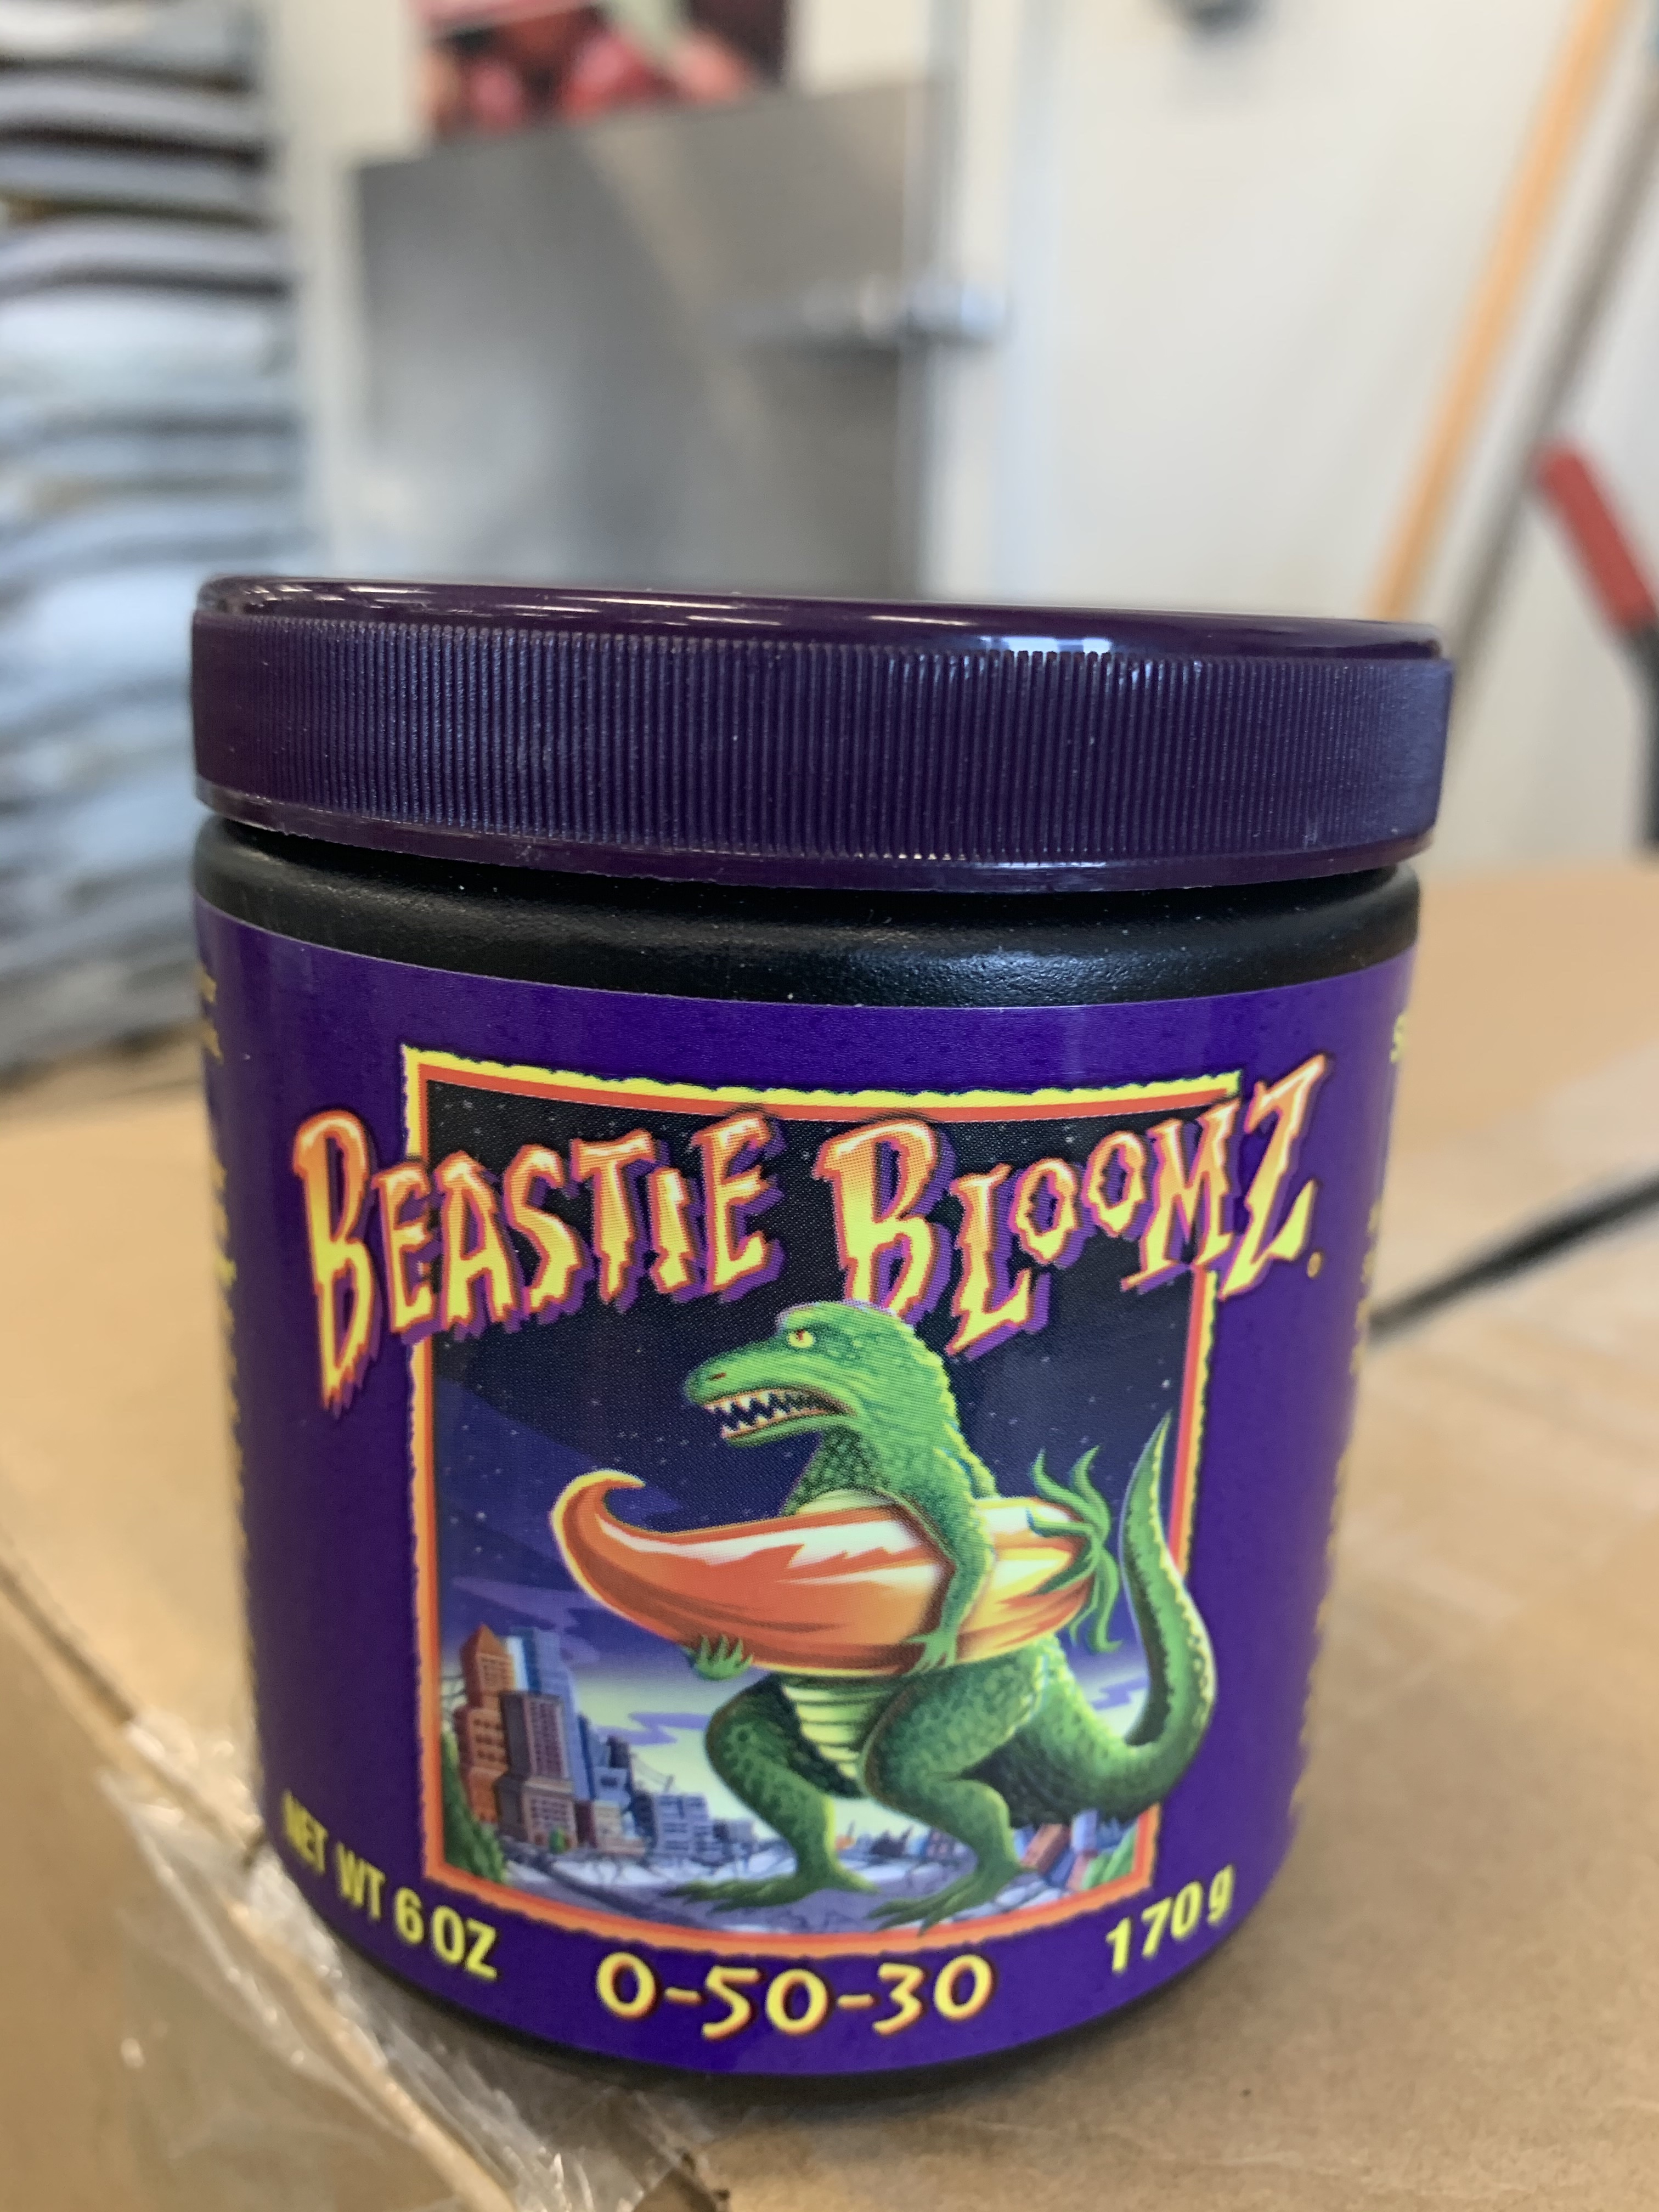 BEASTIE BLOOMZ
NET WT 6 OZ
0-50-30
170 g